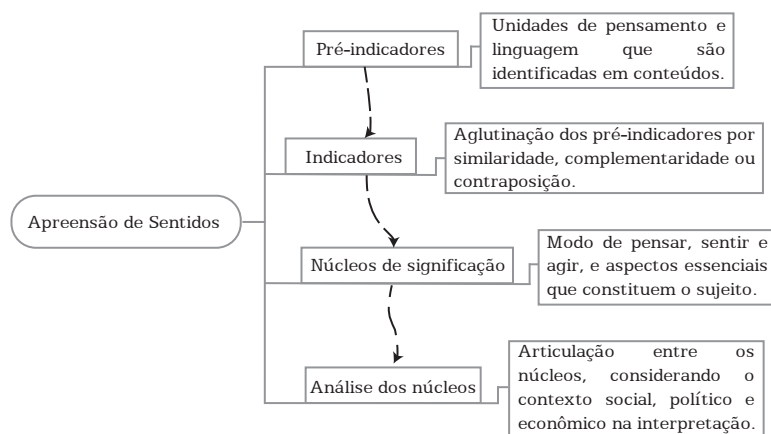 Pré-indicadores
Unidades de pensamento e
linguagem que são
identificadas em conteúdos.
Indicadores
Aglutinação dos pré-indicadores por
similaridade, complementaridade ou
contraposição.
Apreensão de Sentidos
Núcleos de significação
Modo de pensar, sentir e
agir, e aspectos essenciais
que constituem o sujeito.
Análise dos núcleos
Articulação entre os
núcleos, considerando o
contexto social, político e
econômico na interpretação.